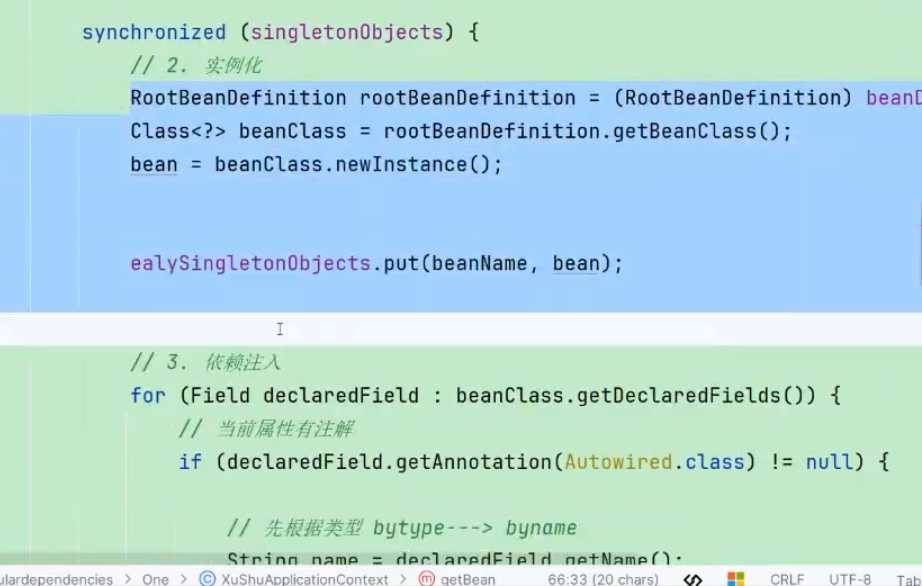 synchronized (singletonObjects) {
// 2. 实例化
RootBeanDefinition rootBeanDefinition = (RootBeanDefinition)
Class<?> beanClass = rootBeanDefinition.getBeanClass();
bean = beanClass.newInstance();
ealySingletonObjects.put(beanName, bean);
// 3. 依赖注入
for (Field declaredField : beanClass.getDeclaredFields()) {
// 当前属性有注解
if (declaredField.getAnnotation(Autowired.class) != null) {
// 先根据类型 bytype---> byname
String name = declaredField.getName();
ulardependencies > One > XuShuApplicationContext > getBean 66:33 (20 chars) CRLF UTF-8 Tab